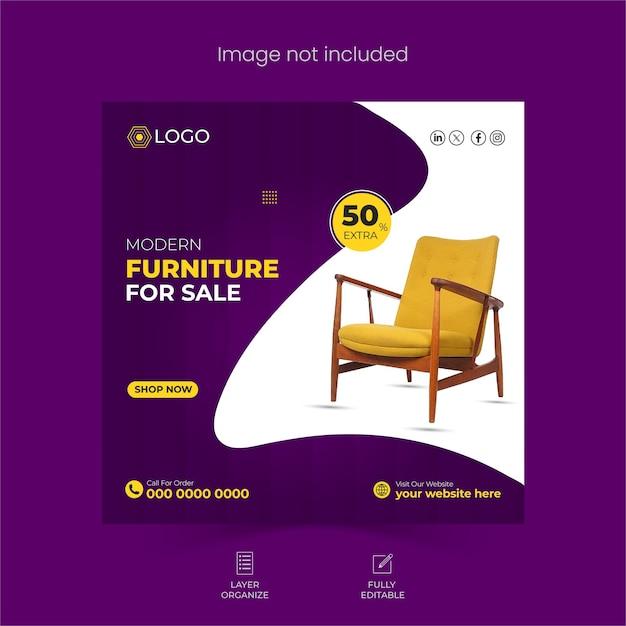 Image not included
LOGO
50
%
EXTRA
MODERN
FURNITURE
FOR SALE
SHOP NOW
Call For Order
000 0000 0000
Visit Our Website
your website here
LAYER
ORGANIZE
FULLY
EDITABLE